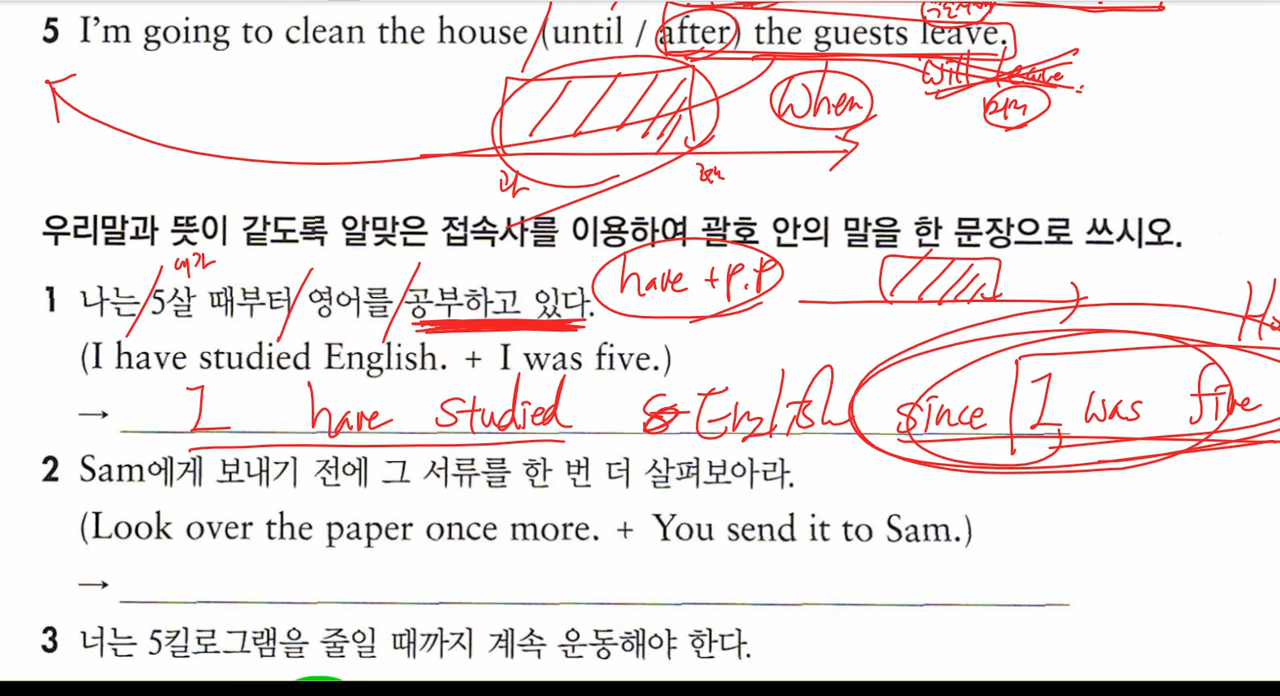 5 I'm going to clean the house (until / after) the guests leave.
will leave
When
과
현재
우리말과 뜻이 같도록 알맞은 접속사를 이용하여 괄호 안의 말을 한 문장으로 쓰시오.
1 나는 5살 때부터 영어를 공부하고 있다.
have + p.p
(I have studied English. + I was five.)
→ I have studied English since I was five
2 Sam에게 보내기 전에 그 서류를 한 번 더 살펴보아라.
(Look over the paper once more. + You send it to Sam.)
→
3 너는 5킬로그램을 줄일 때까지 계속 운동해야 한다.